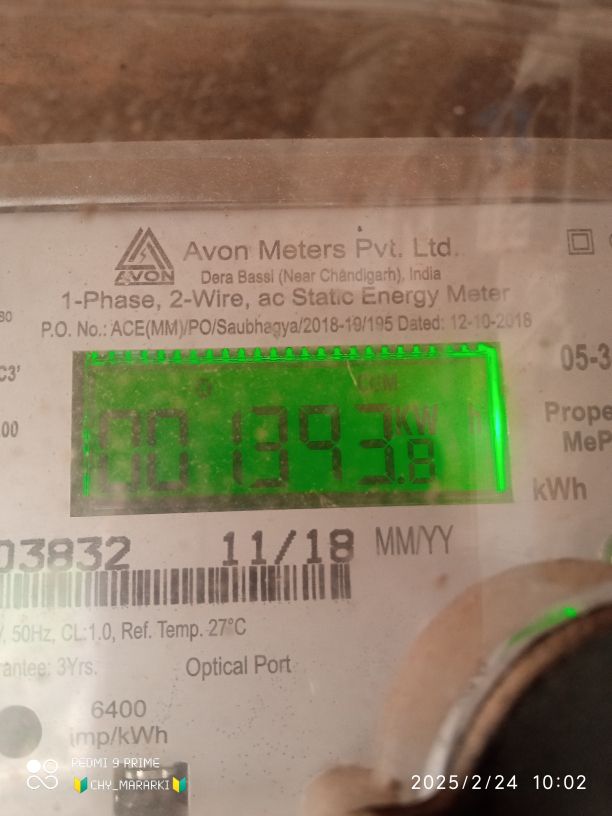 AVON
Avon Meters Pvt. Ltd.
Dera Bassi (Near Chandigarh), India
1-Phase, 2-Wire, ac Static Energy Meter
P.O. No.: ACE(MM)/PO/Saubhagya/2018-19/195 Dated: 12-10-2018
C3'
05-3
.00
Prope
MeP
001393.8 kW h
kWh
03832
11/18 MM/YY
, 50Hz, CL:1.0, Ref. Temp. 27°C
antee: 3Yrs.
Optical Port
6400
imp/kWh
REDMI 9 PRIME
CHY_MARARKI
2025/2/24 10:02